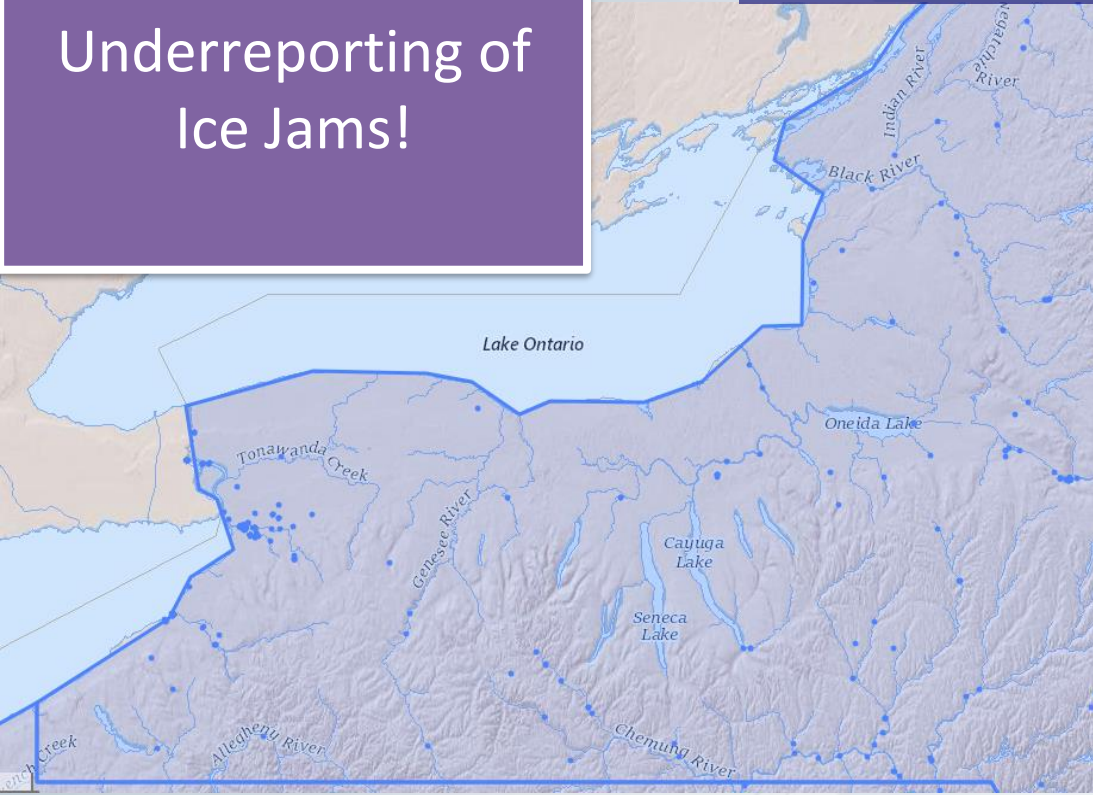 Underreporting of
Ice Jams!
Indian River
River
Black River
Lake Ontario
Oneida Lake
Tonawanda Creek
Genesee River
Cayuga
Lake
Seneca
Lake
Chemung River
Allegheny River
Creek